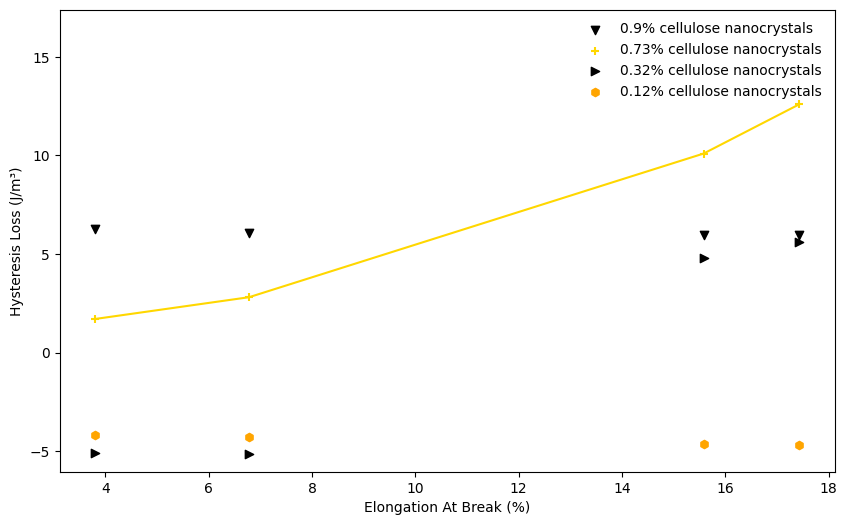 0.9% cellulose nanocrystals
0.73% cellulose nanocrystals
0.32% cellulose nanocrystals
0.12% cellulose nanocrystals
15
10
5
0
−5
Hysteresis Loss (J/m³)
4 6 8 10 12 14 16 18
Elongation At Break (%)